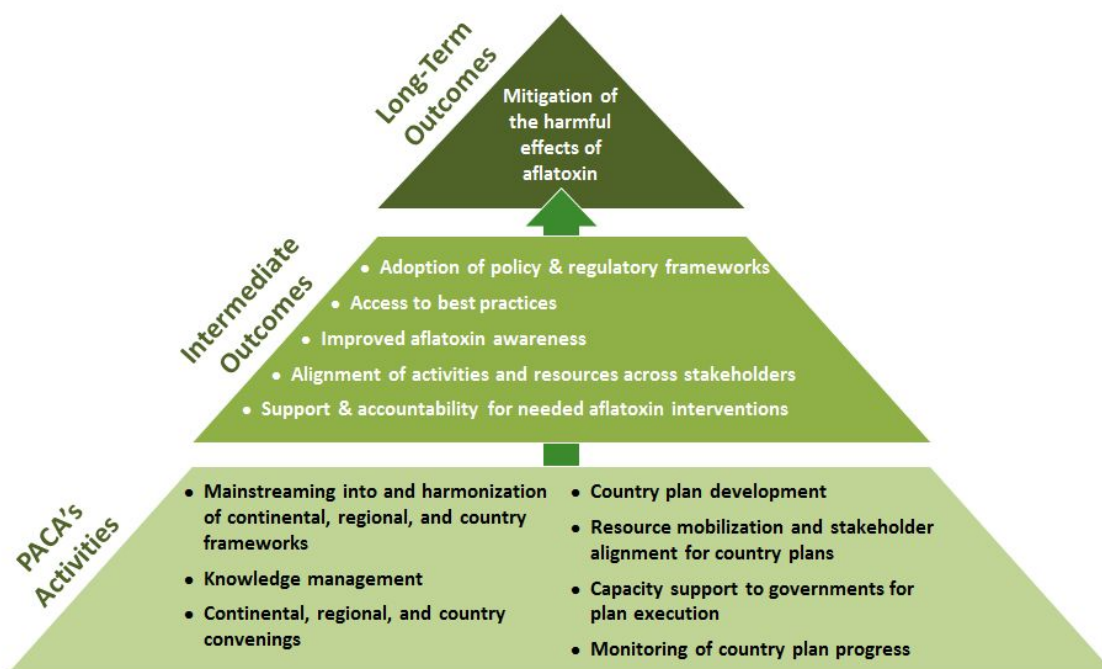 Long-Term
Outcomes
Mitigation of
the harmful
effects of
aflatoxin
Intermediate
Outcomes
• Adoption of policy & regulatory frameworks
• Access to best practices
• Improved aflatoxin awareness
• Alignment of activities and resources across stakeholders
• Support & accountability for needed aflatoxin interventions
PACA's
Activities
• Mainstreaming into and harmonization
of continental, regional, and country
frameworks
• Knowledge management
• Continental, regional, and country
convenings
• Country plan development
• Resource mobilization and stakeholder
alignment for country plans
• Capacity support to governments for
plan execution
• Monitoring of country plan progress